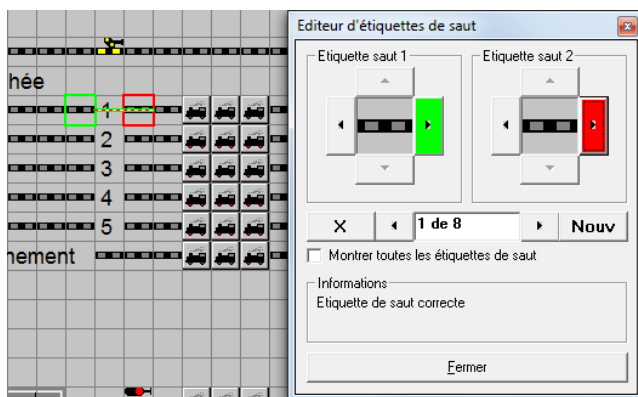 Editeur d'étiquettes de saut
Etiquette saut 1
Etiquette saut 2
hée
1
2
3
4
5
nement
X
1 de 8
Nouv
Montrer toutes les étiquettes de saut
Informations
Etiquette de saut correcte
Fermer